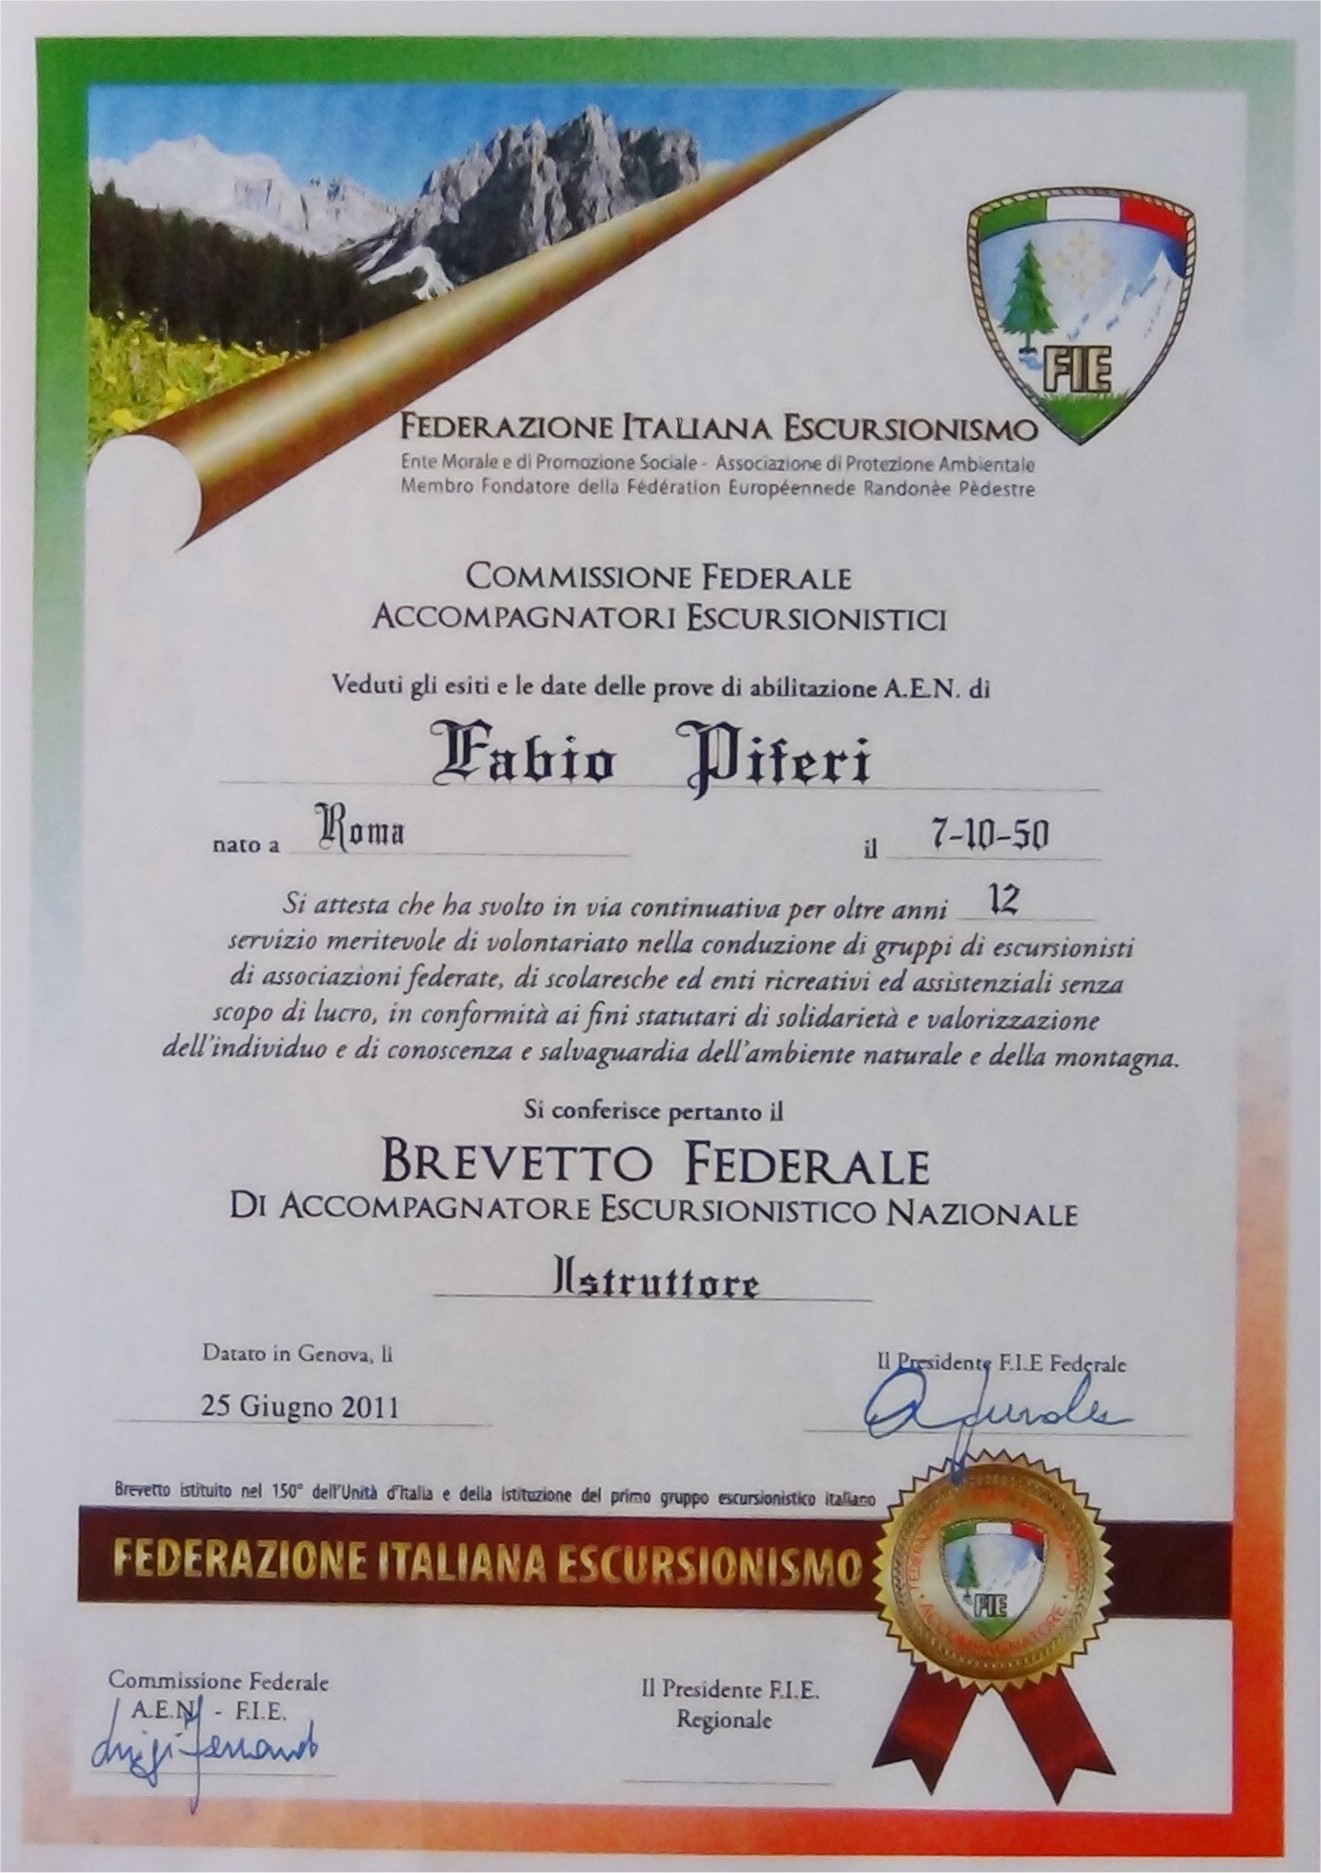 FIE
FEDERAZIONE ITALIANA ESCURSIONISMO
Ente Morale e di Promozione Sociale - Associazione di Protezione Ambientale
Membro Fondatore della Fédération Européennede Randonèe Pèdestre
COMMISSIONE FEDERALE
ACCOMPAGNATORI ESCURSIONISTICI
Veduti gli esiti e le date delle prove di abilitazione A.E.N. di
Fabio Piferi
nato a Roma il 7-10-50
Si attesta che ha svolto in via continuativa per oltre anni 12
servizio meritevole di volontariato nella conduzione di gruppi di escursionisti
di associazioni federate, di scolaresche ed enti ricreativi ed assistenziali senza
scopo di lucro, in conformità ai fini statutari di solidarietà e valorizzazione
dell'individuo e di conoscenza e salvaguardia dell'ambiente naturale e della montagna.
Si conferisce pertanto il
BREVETTO FEDERALE
DI ACCOMPAGNATORE ESCURSIONISTICO NAZIONALE
Istruttore
Datato in Genova, lì
25 Giugno 2011
Il Presidente F.I.E Federale
Brevetto istituito nel 150° dell'Unità d'Italia e della istituzione del primo gruppo escursionistico italiano
FEDERAZIONE ITALIANA ESCURSIONISMO
FIE
ACCOMPAGNATORE
Commissione Federale
A.E.N. - F.I.E.
Luigi
Il Presidente F.I.E.
Regionale